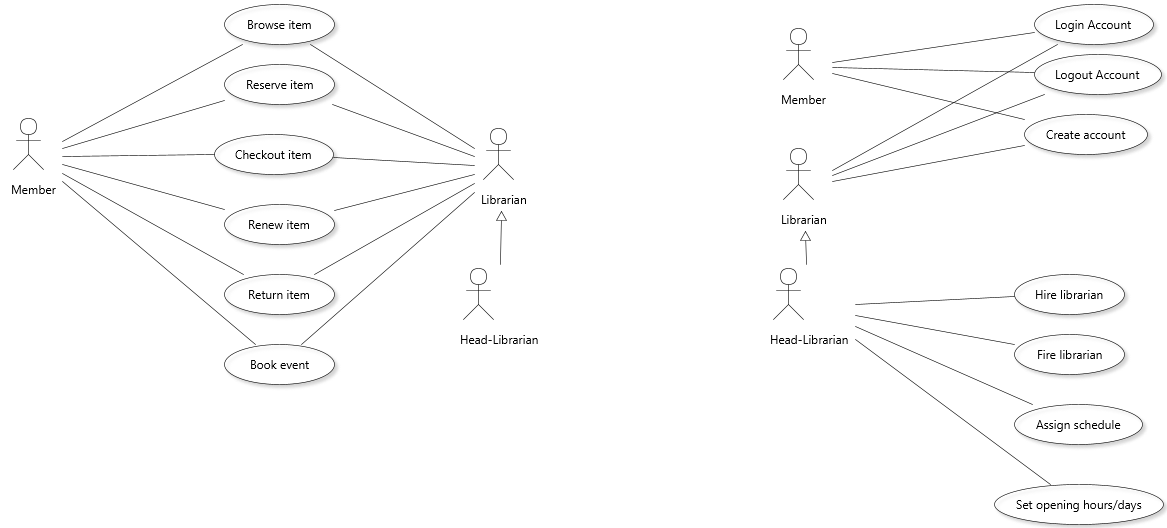 Browse item
Reserve item
Checkout item
Member
Librarian
Renew item
Return item
Head-Librarian
Book event
Login Account
Member
Logout Account
Create account
Librarian
Hire librarian
Head-Librarian
Fire librarian
Assign schedule
Set opening hours/days